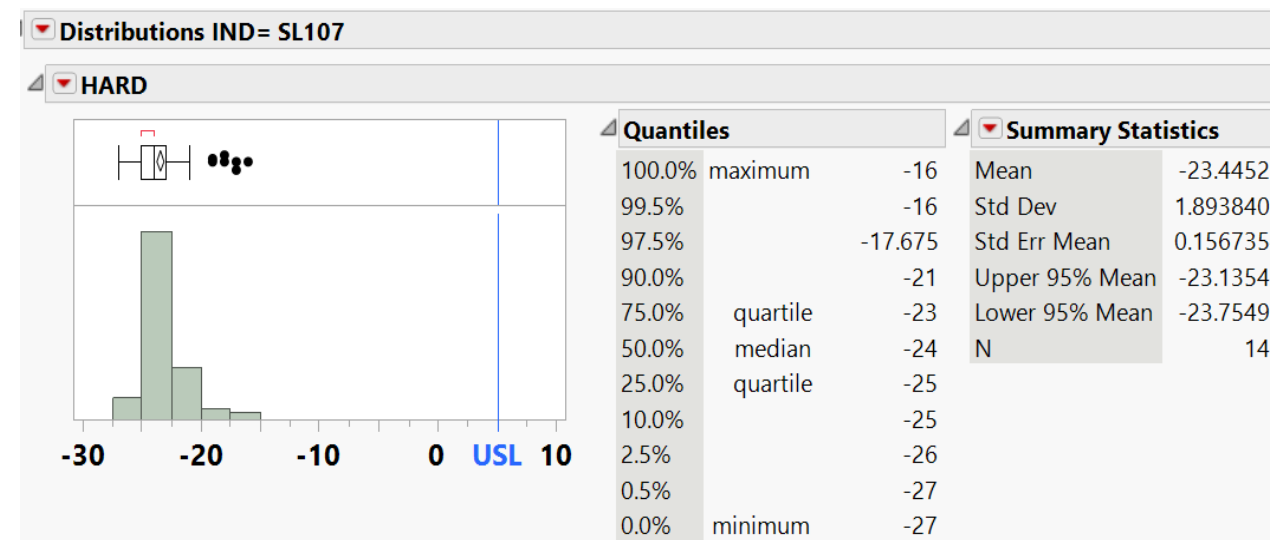 Distributions IND= SL107
HARD
-30 -20 -10 0 USL 10
Quantiles
100.0% maximum -16
99.5% -16
97.5% -17.675
90.0% -21
75.0% quartile -23
50.0% median -24
25.0% quartile -25
10.0% -25
2.5% -26
0.5% -27
0.0% minimum -27
Summary Statistics
Mean -23.4452
Std Dev 1.893840
Std Err Mean 0.156735
Upper 95% Mean -23.1354
Lower 95% Mean -23.7549
N 14